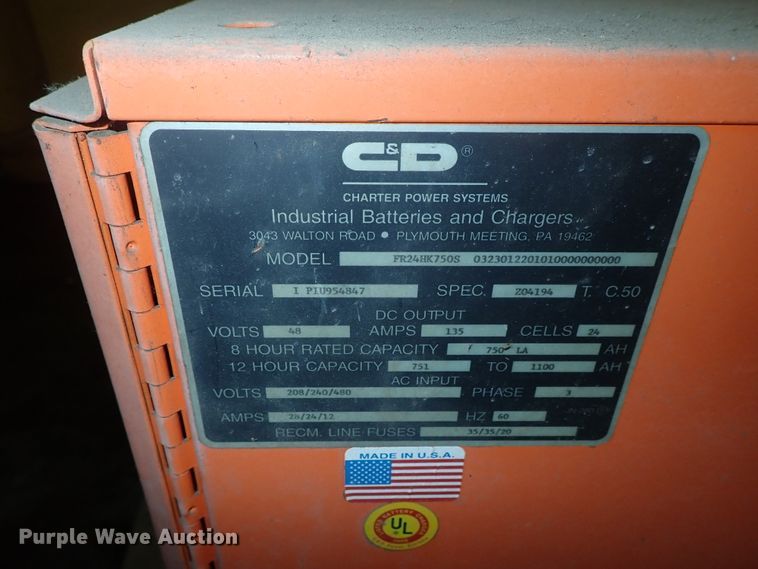 C&D ®
CHARTER POWER SYSTEMS
Industrial Batteries and Chargers
3043 WALTON ROAD • PLYMOUTH MEETING, PA 19462
MODEL FR24HK750S 0323012201010000000000
SERIAL I PIU954847 SPEC. Z04194 T. C.50
DC OUTPUT
VOLTS 48 AMPS 135 CELLS 24
8 HOUR RATED CAPACITY 750 LA AH
12 HOUR CAPACITY 751 TO 1100 AH
AC INPUT
VOLTS 208/240/480 PHASE 3
AMPS 28/24/12 HZ 60
RECM. LINE FUSES 35/35/20
MADE IN U.S.A.
UL
Purple Wave Auction